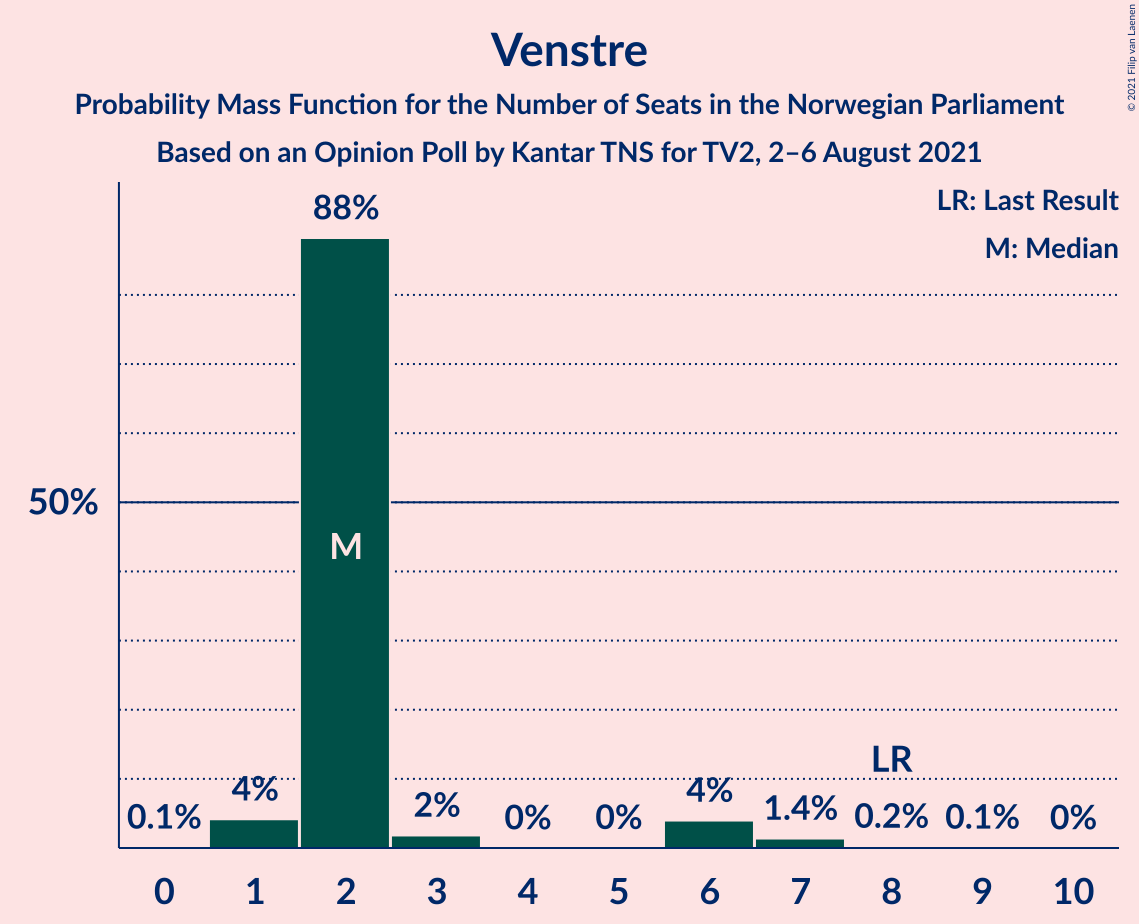 Venstre
Probability Mass Function for the Number of Seats in the Norwegian Parliament
Based on an Opinion Poll by Kantar TNS for TV2, 2–6 August 2021
© 2021 Filip van Laenen
LR: Last Result
M: Median
88%
50%
M
LR
0.1%
4%
2%
0%
0%
4%
1.4%
0.2%
0.1%
0%
0 1 2 3 4 5 6 7 8 9 10